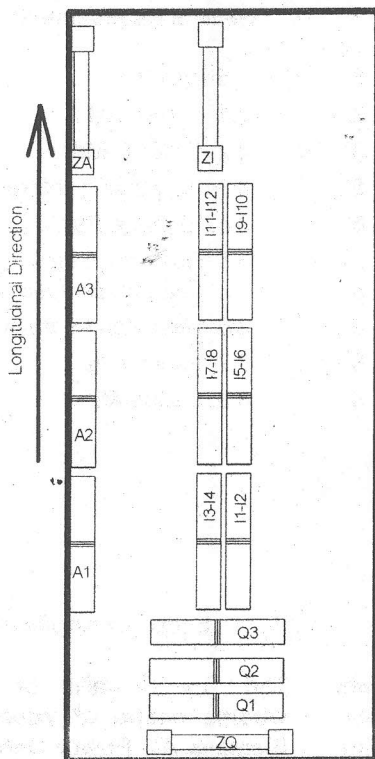 Longitudinal Direction
ZA
ZI
I11-I12
I9-I10
A3
I7-I8
I5-I6
A2
I3-I4
I1-I2
A1
Q3
Q2
Q1
ZQ